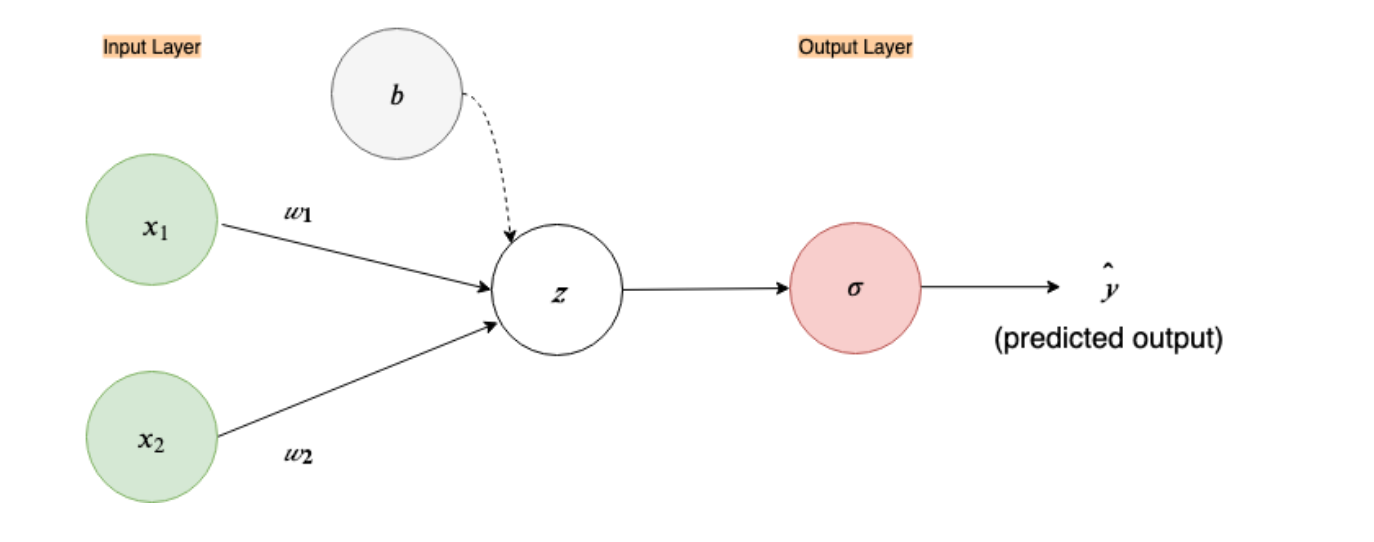 Input Layer
Output Layer
b
x₁
w1
z
σ
ŷ
(predicted output)
x₂
w2